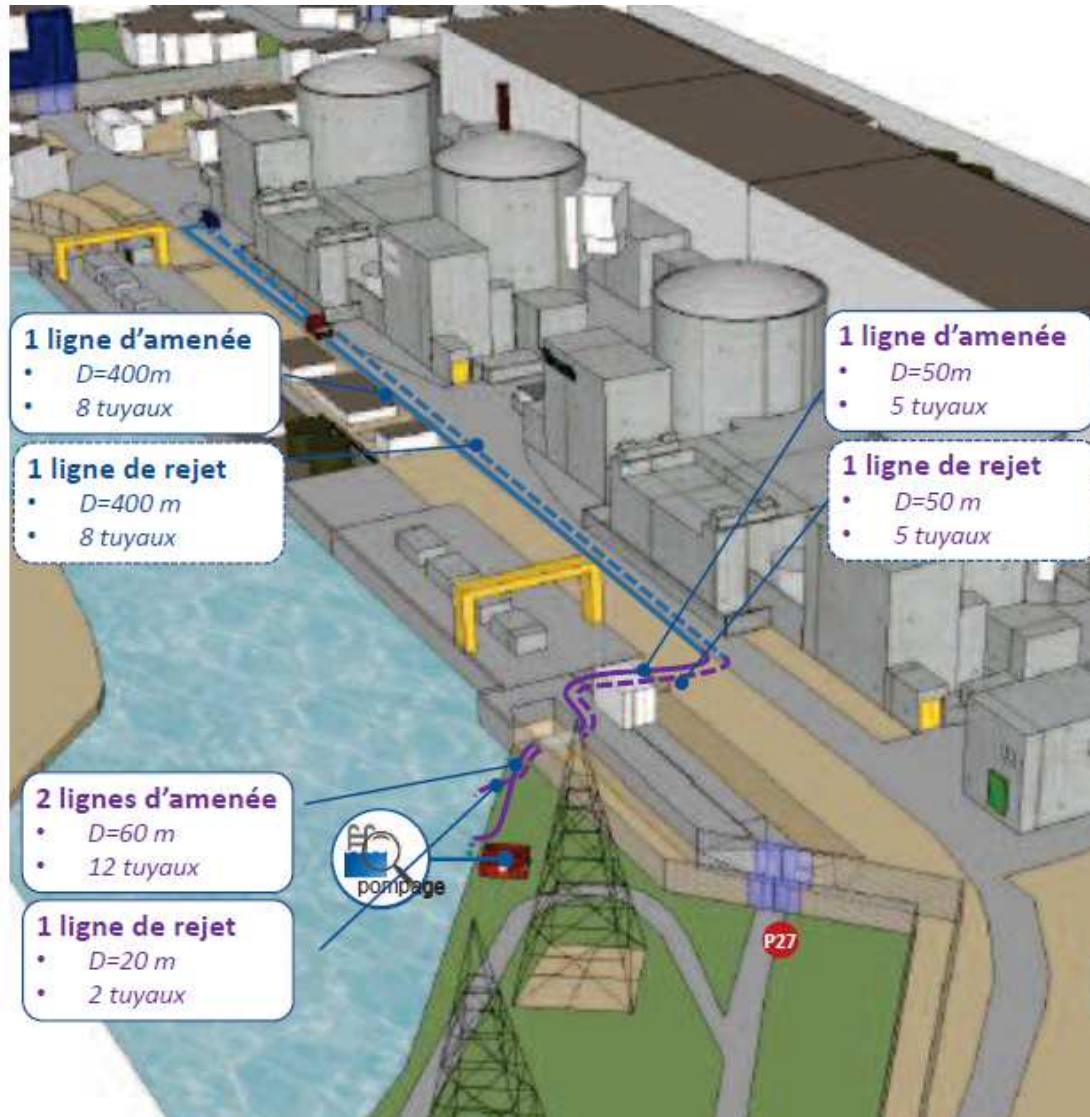 1 ligne d'amenée
• D=400m
• 8 tuyaux
1 ligne de rejet
• D=400 m
• 8 tuyaux
1 ligne d'amenée
• D=50m
• 5 tuyaux
1 ligne de rejet
• D=50 m
• 5 tuyaux
2 lignes d'amenée
• D=60 m
• 12 tuyaux
pompage
1 ligne de rejet
• D=20 m
• 2 tuyaux
P27